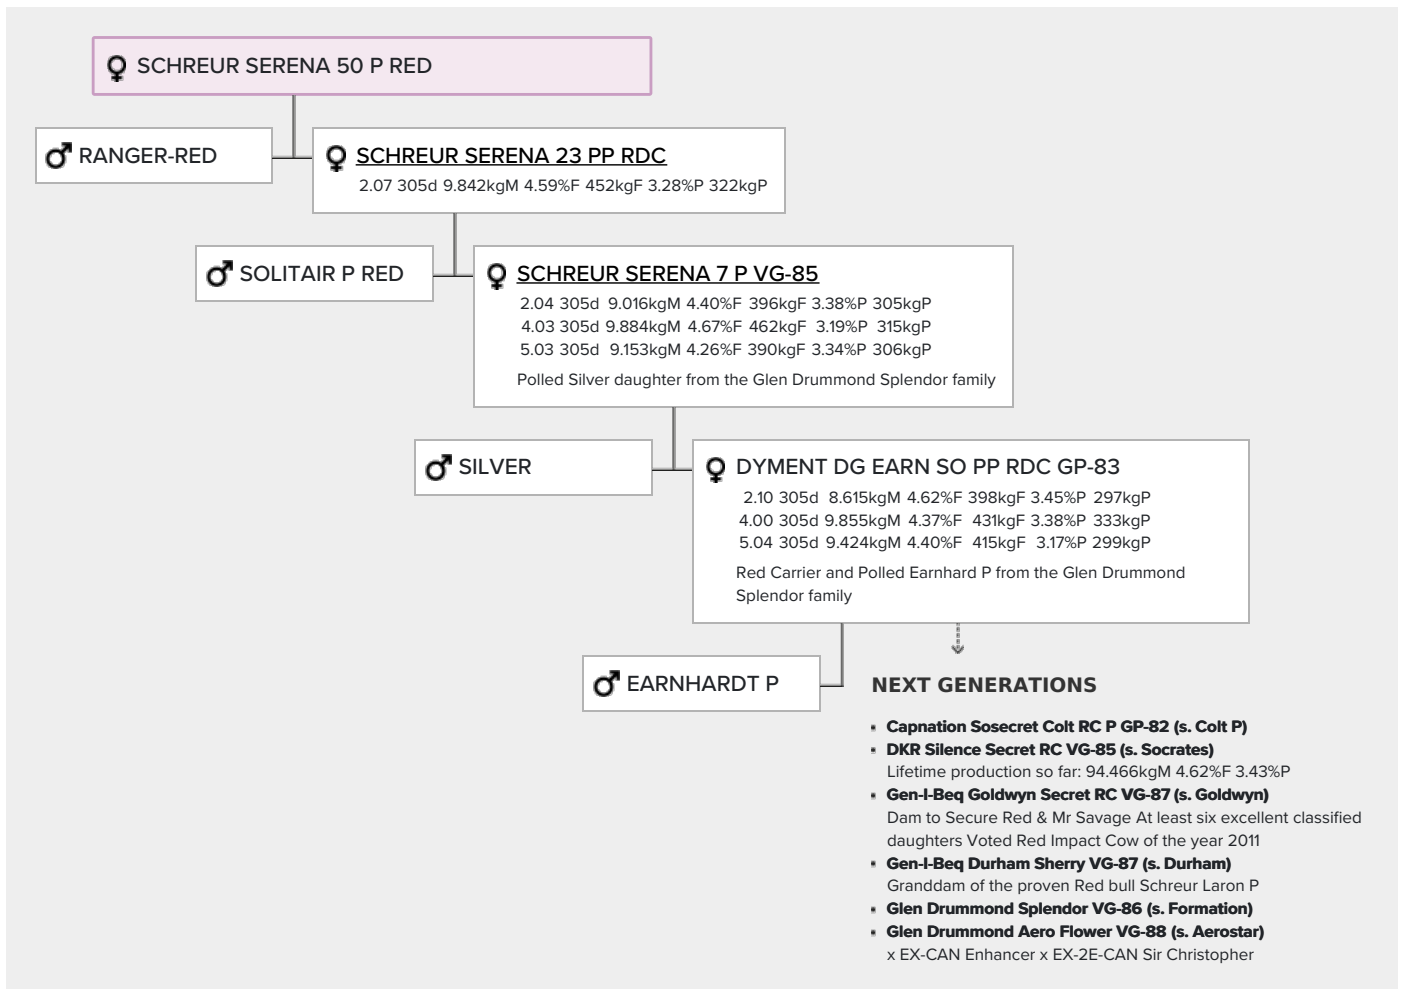 SCHREUR SERENA 50 P RED
RANGER-RED
SCHREUR SERENA 23 PP RDC
2.07 305d 9.842kgM 4.59%F 452kgF 3.28%P 322kgP
SOLITAIR P RED
SCHREUR SERENA 7 P VG-85
2.04 305d 9.016kgM 4.40%F 396kgF 3.38%P 305kgP
4.03 305d 9.884kgM 4.67%F 462kgF 3.19%P 315kgP
5.03 305d 9.153kgM 4.26%F 390kgF 3.34%P 306kgP
Polled Silver daughter from the Glen Drummond Splendor family
SILVER
DYMENT DG EARN SO PP RDC GP-83
2.10 305d 8.615kgM 4.62%F 398kgF 3.45%P 297kgP
4.00 305d 9.855kgM 4.37%F 431kgF 3.38%P 333kgP
5.04 305d 9.424kgM 4.40%F 415kgF 3.17%P 299kgP
Red Carrier and Polled Earnhard P from the Glen Drummond
Splendor family
EARNHARDT P
NEXT GENERATIONS
▪ Capnation Sosecret Colt RC P GP-82 (s. Colt P)
▪ DKR Silence Secret RC VG-85 (s. Socrates)
Lifetime production so far: 94.466kgM 4.62%F 3.43%P
▪ Gen-I-Beq Goldwyn Secret RC VG-87 (s. Goldwyn)
Dam to Secure Red & Mr Savage At least six excellent classified
daughters Voted Red Impact Cow of the year 2011
▪ Gen-I-Beq Durham Sherry VG-87 (s. Durham)
Granddam of the proven Red bull Schreur Laron P
▪ Glen Drummond Splendor VG-86 (s. Formation)
▪ Glen Drummond Aero Flower VG-88 (s. Aerostar)
x EX-CAN Enhancer x EX-2E-CAN Sir Christopher